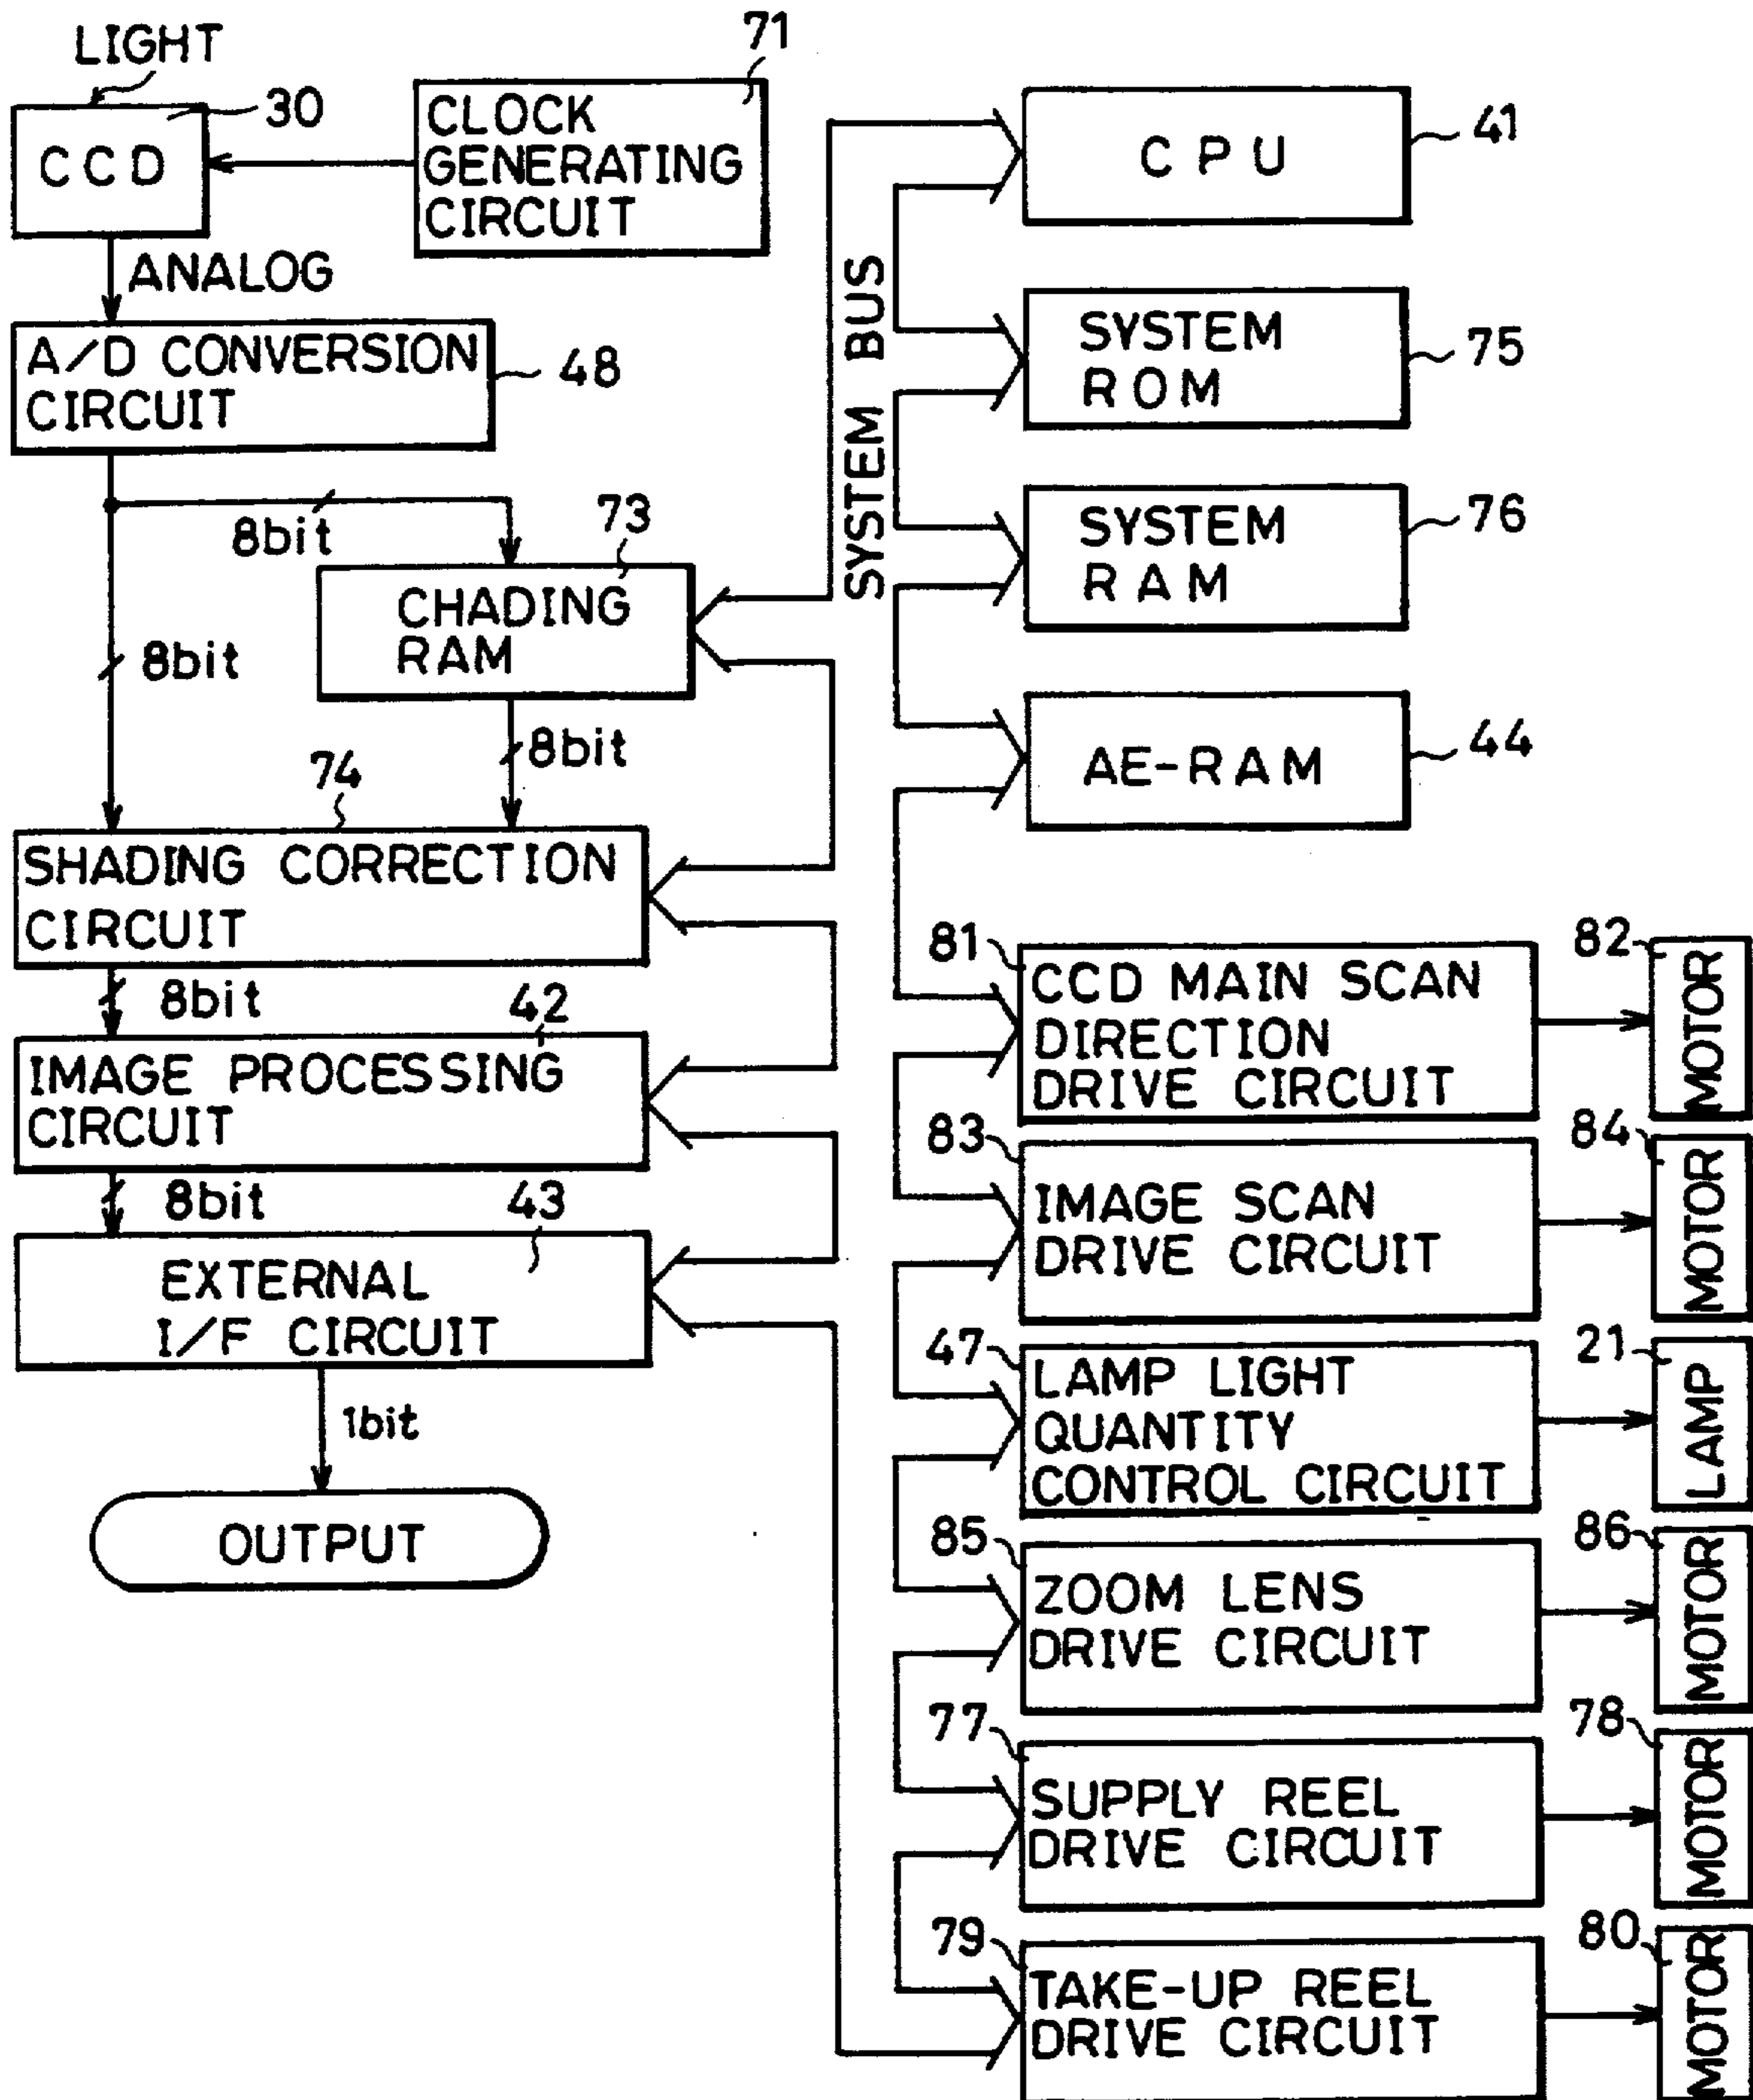 LIGHT
30
CCD
71
CLOCK
GENERATING
CIRCUIT
ANALOG
A/D CONVERSION
CIRCUIT
48
8bit
73
CHADING
RAM
8bit
8bit
74
SHADING CORRECTION
CIRCUIT
8bit
42
IMAGE PROCESSING
CIRCUIT
8bit
43
EXTERNAL
I/F CIRCUIT
1bit
OUTPUT
SYSTEM BUS
CPU
41
SYSTEM
ROM
75
SYSTEM
RAM
76
AE-RAM
44
81
CCD MAIN SCAN
DIRECTION
DRIVE CIRCUIT
82
MOTOR
83
IMAGE SCAN
DRIVE CIRCUIT
84
MOTOR
47
LAMP LIGHT
QUANTITY
CONTROL CIRCUIT
21
LAMP
85
ZOOM LENS
DRIVE CIRCUIT
86
MOTOR
77
SUPPLY REEL
DRIVE CIRCUIT
78
MOTOR
79
TAKE-UP REEL
DRIVE CIRCUIT
80
MOTOR